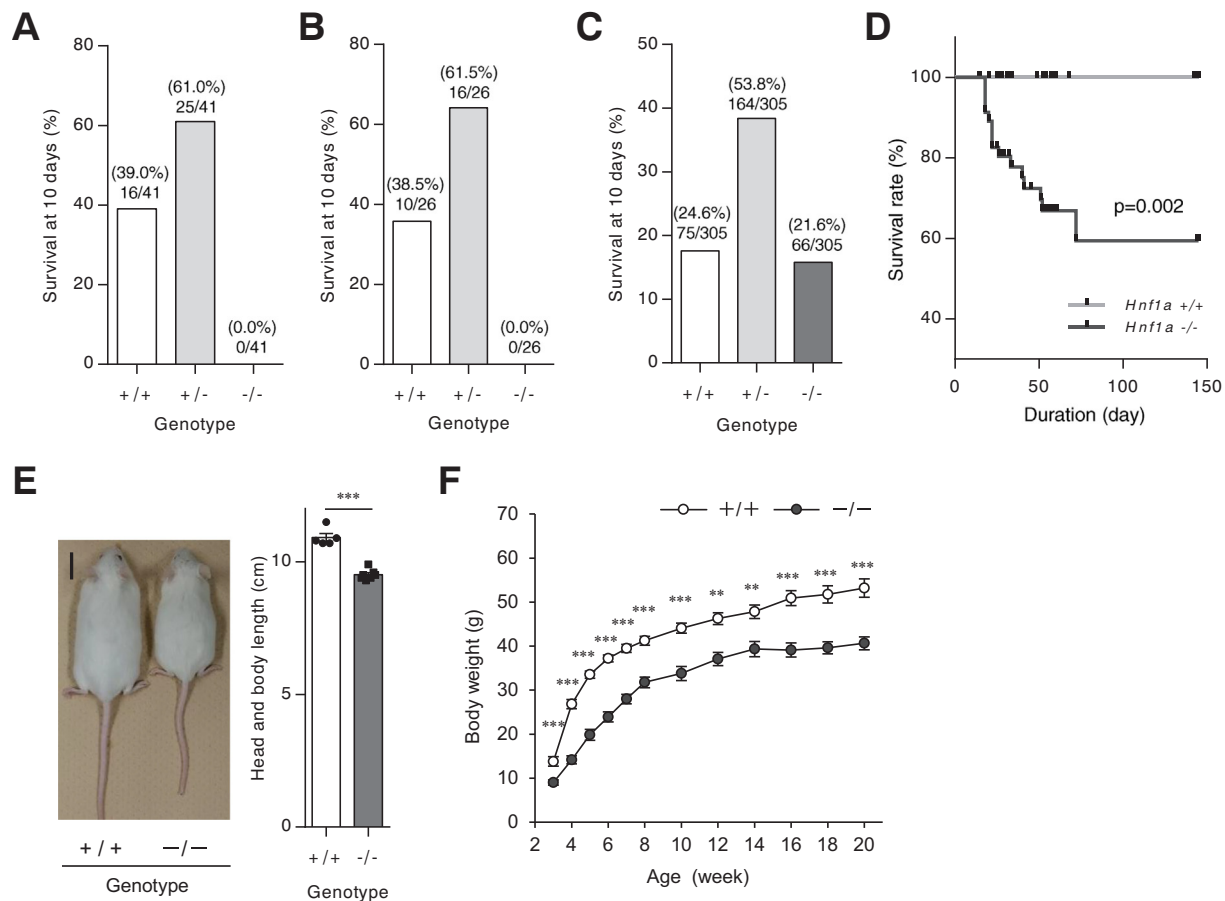 A
Survival at 10 days (%)
80
60
40
20
0
(39.0%)
16/41
(61.0%)
25/41
(0.0%)
0/41
+/+ +/- -/-
Genotype
B
Survival at 10 days (%)
80
60
40
20
0
(38.5%)
10/26
(61.5%)
16/26
(0.0%)
0/26
+/+ +/- -/-
Genotype
C
Survival at 10 days (%)
50
40
30
20
10
0
(24.6%)
75/305
(53.8%)
164/305
(21.6%)
66/305
+/+ +/- -/-
Genotype
D
Survival rate (%)
100
80
60
40
p=0.002
Hnf1a +/+
Hnf1a -/-
0 50 100 150
Duration (day)
E
+/+ −/−
Genotype
Head and body length (cm)
10
5
0
***
+/+ -/-
Genotype
F
+/+ −/−
Body weight (g)
70
60
50
40
30
20
10
0
*** *** *** *** *** *** *** ** ** *** *** ***
2 4 6 8 10 12 14 16 18 20
Age (week)